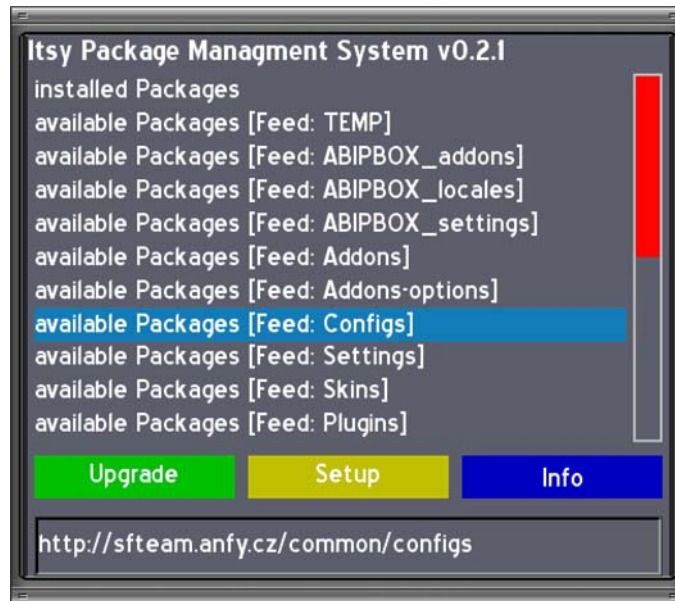 Itsy Package Managment System v0.2.1
installed Packages
available Packages [Feed: TEMP]
available Packages [Feed: ABIPBOX_addons]
available Packages [Feed: ABIPBOX_locales]
available Packages [Feed: ABIPBOX_settings]
available Packages [Feed: Addons]
available Packages [Feed: Addons-options]
available Packages [Feed: Configs]
available Packages [Feed: Settings]
available Packages [Feed: Skins]
available Packages [Feed: Plugins]
Upgrade Setup Info
http://sfteam.anfy.cz/common/configs